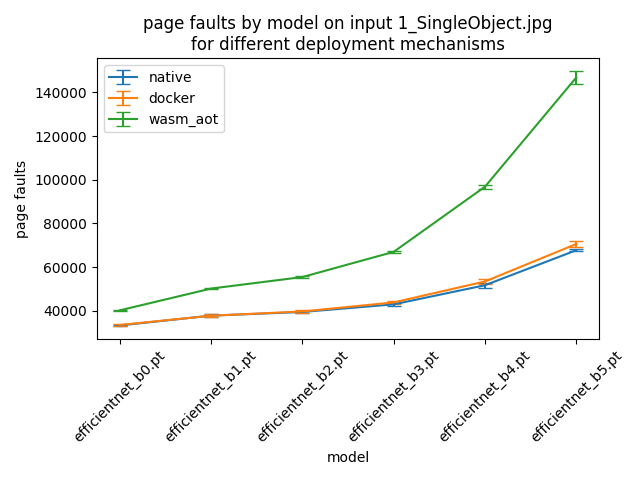 page faults by model on input 1_SingleObject.jpg
for different deployment mechanisms
native
docker
wasm_aot
140000
120000
100000
80000
60000
40000
page faults
efficientnet_b0.pt
efficientnet_b1.pt
efficientnet_b2.pt
efficientnet_b3.pt
efficientnet_b4.pt
efficientnet_b5.pt
model